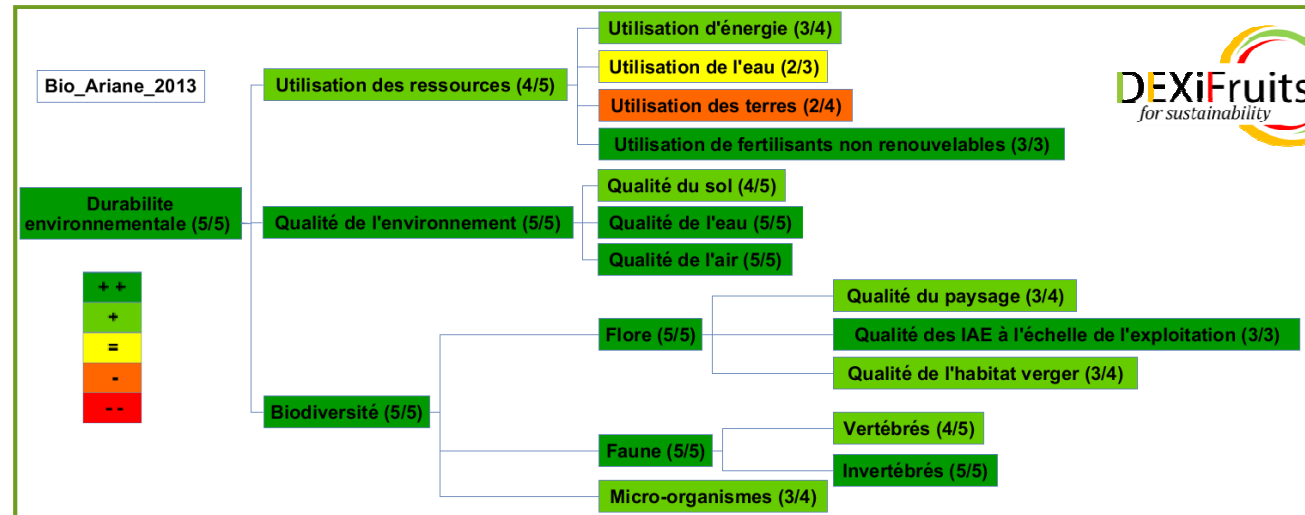 Bio_Ariane_2013
Durabilite
environnementale (5/5)
+ +
+
=
-
- -
Utilisation des ressources (4/5)
Utilisation d'énergie (3/4)
Utilisation de l'eau (2/3)
Utilisation des terres (2/4)
Utilisation de fertilisants non renouvelables (3/3)
Qualité de l'environnement (5/5)
Qualité du sol (4/5)
Qualité de l'eau (5/5)
Qualité de l'air (5/5)
Biodiversité (5/5)
Flore (5/5)
Qualité du paysage (3/4)
Qualité des IAE à l'échelle de l'exploitation (3/3)
Qualité de l'habitat verger (3/4)
Faune (5/5)
Vertébrés (4/5)
Invertébrés (5/5)
Micro-organismes (3/4)
DEXiFruits
for sustainability